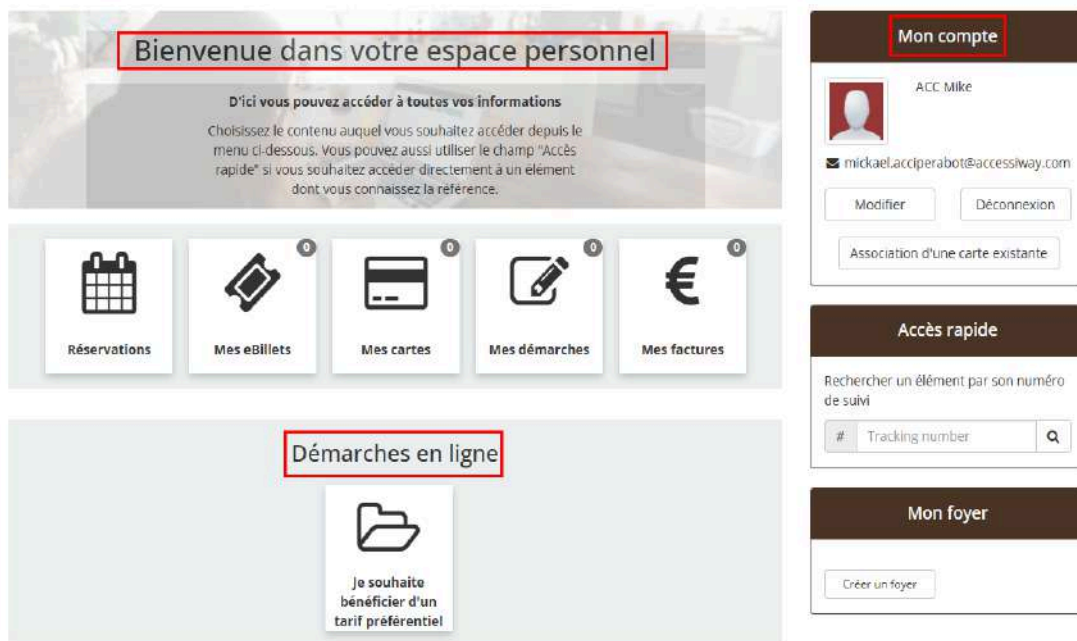 Bienvenue dans votre espace personnel
D'ici vous pouvez accéder à toutes vos informations
Choisissez le contenu auquel vous souhaitez accéder depuis le
menu ci-dessous. Vous pouvez aussi utiliser le champ "Accès
rapide" si vous souhaitez accéder directement à un élément
dont vous connaissez la référence.
0
0
0
0
Réservations
Mes eBillets
Mes cartes
Mes démarches
Mes factures
Démarches en ligne
Je souhaite
bénéficier d'un
tarif préférentiel
Mon compte
ACC Mike
mickael.acciperabot@accessiway.com
Modifier
Déconnexion
Association d'une carte existante
Accès rapide
Rechercher un élément par son numéro
de suivi
# Tracking number
Mon foyer
Créer un foyer